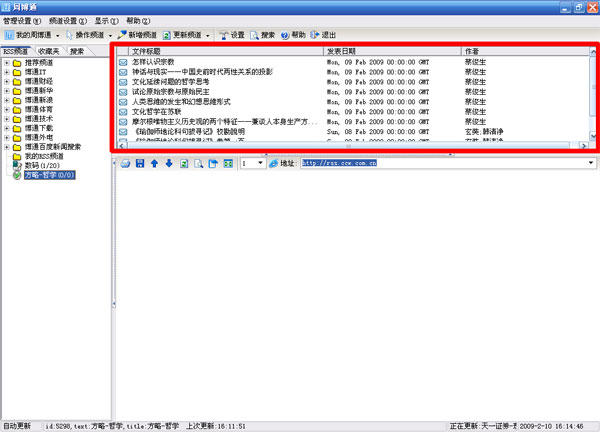 周博通
管理设置(X) 频道设置(Z) 显示(I) 帮助(H)
我的周博通 操作频道 新增频道 更新频道 设置 搜索 帮助 退出
RSS频道 收藏夹 搜索
文件标题 发表日期 作者
怎样认识宗教 Mon, 09 Feb 2009 00:00:00 GMT 蔡俊生
神话与现实——中国史前时代两性关系的投影 Mon, 09 Feb 2009 00:00:00 GMT 蔡俊生
文化延续问题的哲学思考 Mon, 09 Feb 2009 00:00:00 GMT 蔡俊生
试论原始宗教与原始民主 Mon, 09 Feb 2009 00:00:00 GMT 蔡俊生
人类思维的发生和幻想思维形式 Mon, 09 Feb 2009 00:00:00 GMT 蔡俊生
文化哲学在苏联 Mon, 09 Feb 2009 00:00:00 GMT 蔡俊生
摩尔根唯物主义历史观的两个特征——兼谈人本身生产方... Mon, 09 Feb 2009 00:00:00 GMT 蔡俊生
《瑜伽师地论科句披寻记》校勘说明 Sun, 08 Feb 2009 00:00:00 GMT 玄奘;韩清净
推荐频道
博通IT
博通财经
博通新华
博通新浪
博通体育
博通技术
博通下载
博通外电
博通百度新闻搜索
我的RSS频道
数码(1/20)
方略-哲学(0/0)
1 地址: http://rss.ccw.com.cn
自动更新 id:5298,text:方略-哲学,title:方略-哲学 上次更新:16:11:51 正在更新:天一证券- 2009-2-10 16:14:46